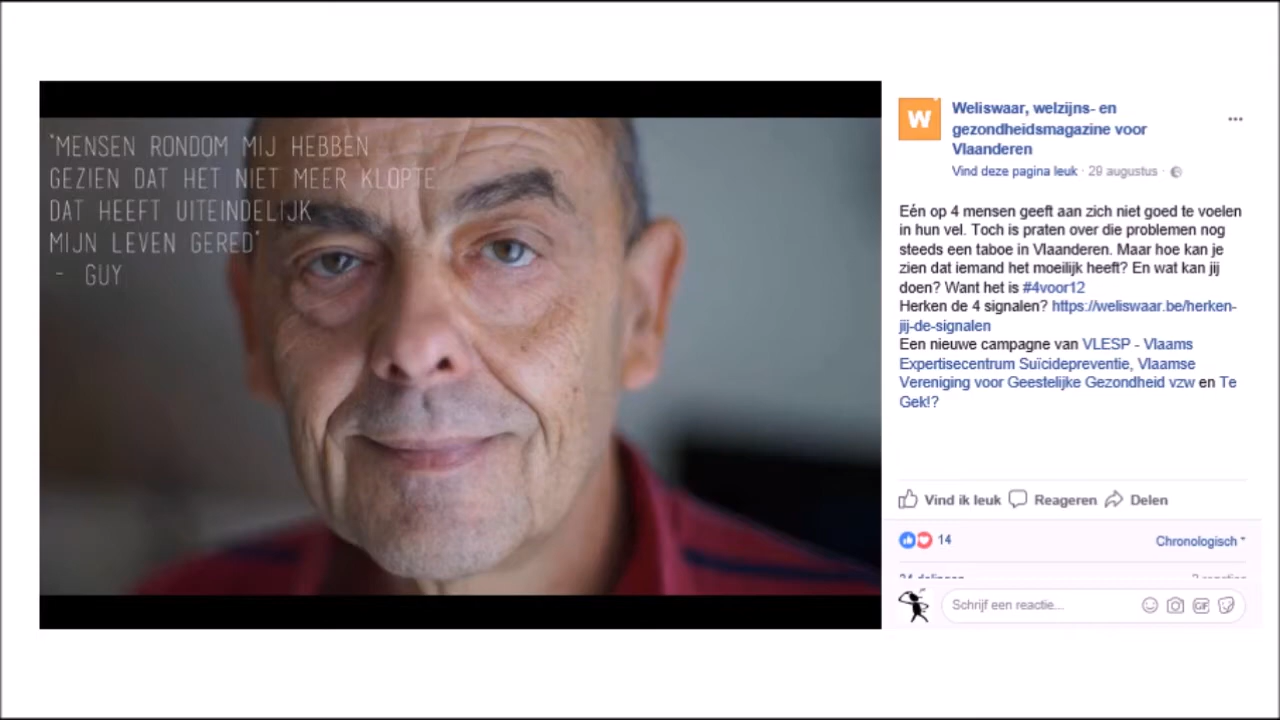 "MENSEN RONDOM MIJ HEBBEN
GEZIEN DAT HET NIET MEER KLOPTE
DAT HEEFT UITEINDELIJK
MIJN LEVEN GERED"
- GUY
W
Weliswaar, welzijns- en
gezondheidsmagazine voor
Vlaanderen
Vind deze pagina leuk · 29 augustus ·
Eén op 4 mensen geeft aan zich niet goed te voelen
in hun vel. Toch is praten over die problemen nog
steeds een taboe in Vlaanderen. Maar hoe kan je
zien dat iemand het moeilijk heeft? En wat kan jij
doen? Want het is #4voor12
Herken de 4 signalen? https://weliswaar.be/herken-
jij-de-signalen
Een nieuwe campagne van VLESP - Vlaams
Expertisecentrum Suïcidepreventie, Vlaamse
Vereniging voor Geestelijke Gezondheid vzw en Te
Gek!?
Vind ik leuk Reageren Delen
14 Chronologisch
Schrijf een reactie... GIF